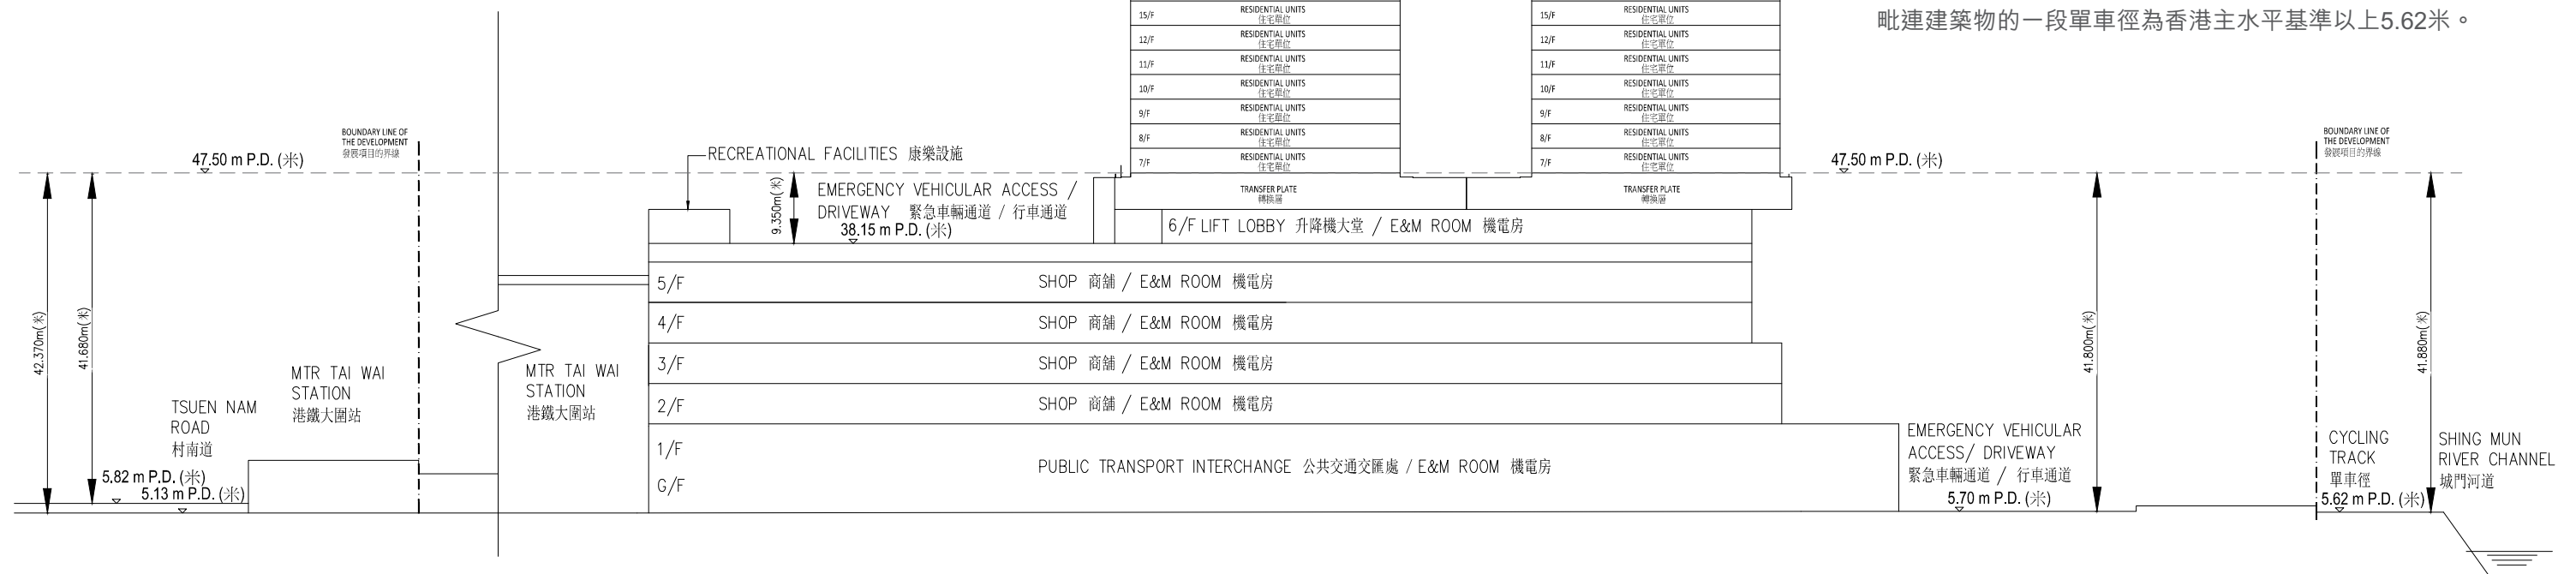 毗連建築物的一段單車徑為香港主水平基準以上5.62米。
15/F RESIDENTIAL UNITS
住宅單位
12/F RESIDENTIAL UNITS
住宅單位
11/F RESIDENTIAL UNITS
住宅單位
10/F RESIDENTIAL UNITS
住宅單位
9/F RESIDENTIAL UNITS
住宅單位
8/F RESIDENTIAL UNITS
住宅單位
7/F RESIDENTIAL UNITS
住宅單位
TRANSFER PLATE
轉換層
15/F RESIDENTIAL UNITS
住宅單位
12/F RESIDENTIAL UNITS
住宅單位
11/F RESIDENTIAL UNITS
住宅單位
10/F RESIDENTIAL UNITS
住宅單位
9/F RESIDENTIAL UNITS
住宅單位
8/F RESIDENTIAL UNITS
住宅單位
7/F RESIDENTIAL UNITS
住宅單位
TRANSFER PLATE
轉換層
BOUNDARY LINE OF
THE DEVELOPMENT
發展項目的界線
47.50 m P.D. (米)
RECREATIONAL FACILITIES 康樂設施
9.350m(米)
EMERGENCY VEHICULAR ACCESS /
DRIVEWAY 緊急車輛通道 / 行車通道
38.15 m P.D. (米)
6/F LIFT LOBBY 升降機大堂 / E&M ROOM 機電房
47.50 m P.D. (米)
BOUNDARY LINE OF
THE DEVELOPMENT
發展項目的界線
5/F SHOP 商舖 / E&M ROOM 機電房
4/F SHOP 商舖 / E&M ROOM 機電房
3/F SHOP 商舖 / E&M ROOM 機電房
2/F SHOP 商舖 / E&M ROOM 機電房
1/F
PUBLIC TRANSPORT INTERCHANGE 公共交通交匯處 / E&M ROOM 機電房
G/F
42.370m(米)
41.680m(米)
MTR TAI WAI
STATION
港鐵大圍站
MTR TAI WAI
STATION
港鐵大圍站
TSUEN NAM
ROAD
村南道
5.82 m P.D. (米)
5.13 m P.D. (米)
41.800m(米)
41.880m(米)
EMERGENCY VEHICULAR
ACCESS/ DRIVEWAY
緊急車輛通道 / 行車通道
5.70 m P.D. (米)
CYCLING
TRACK
單車徑
5.62 m P.D. (米)
SHING MUN
RIVER CHANNEL
城門河道